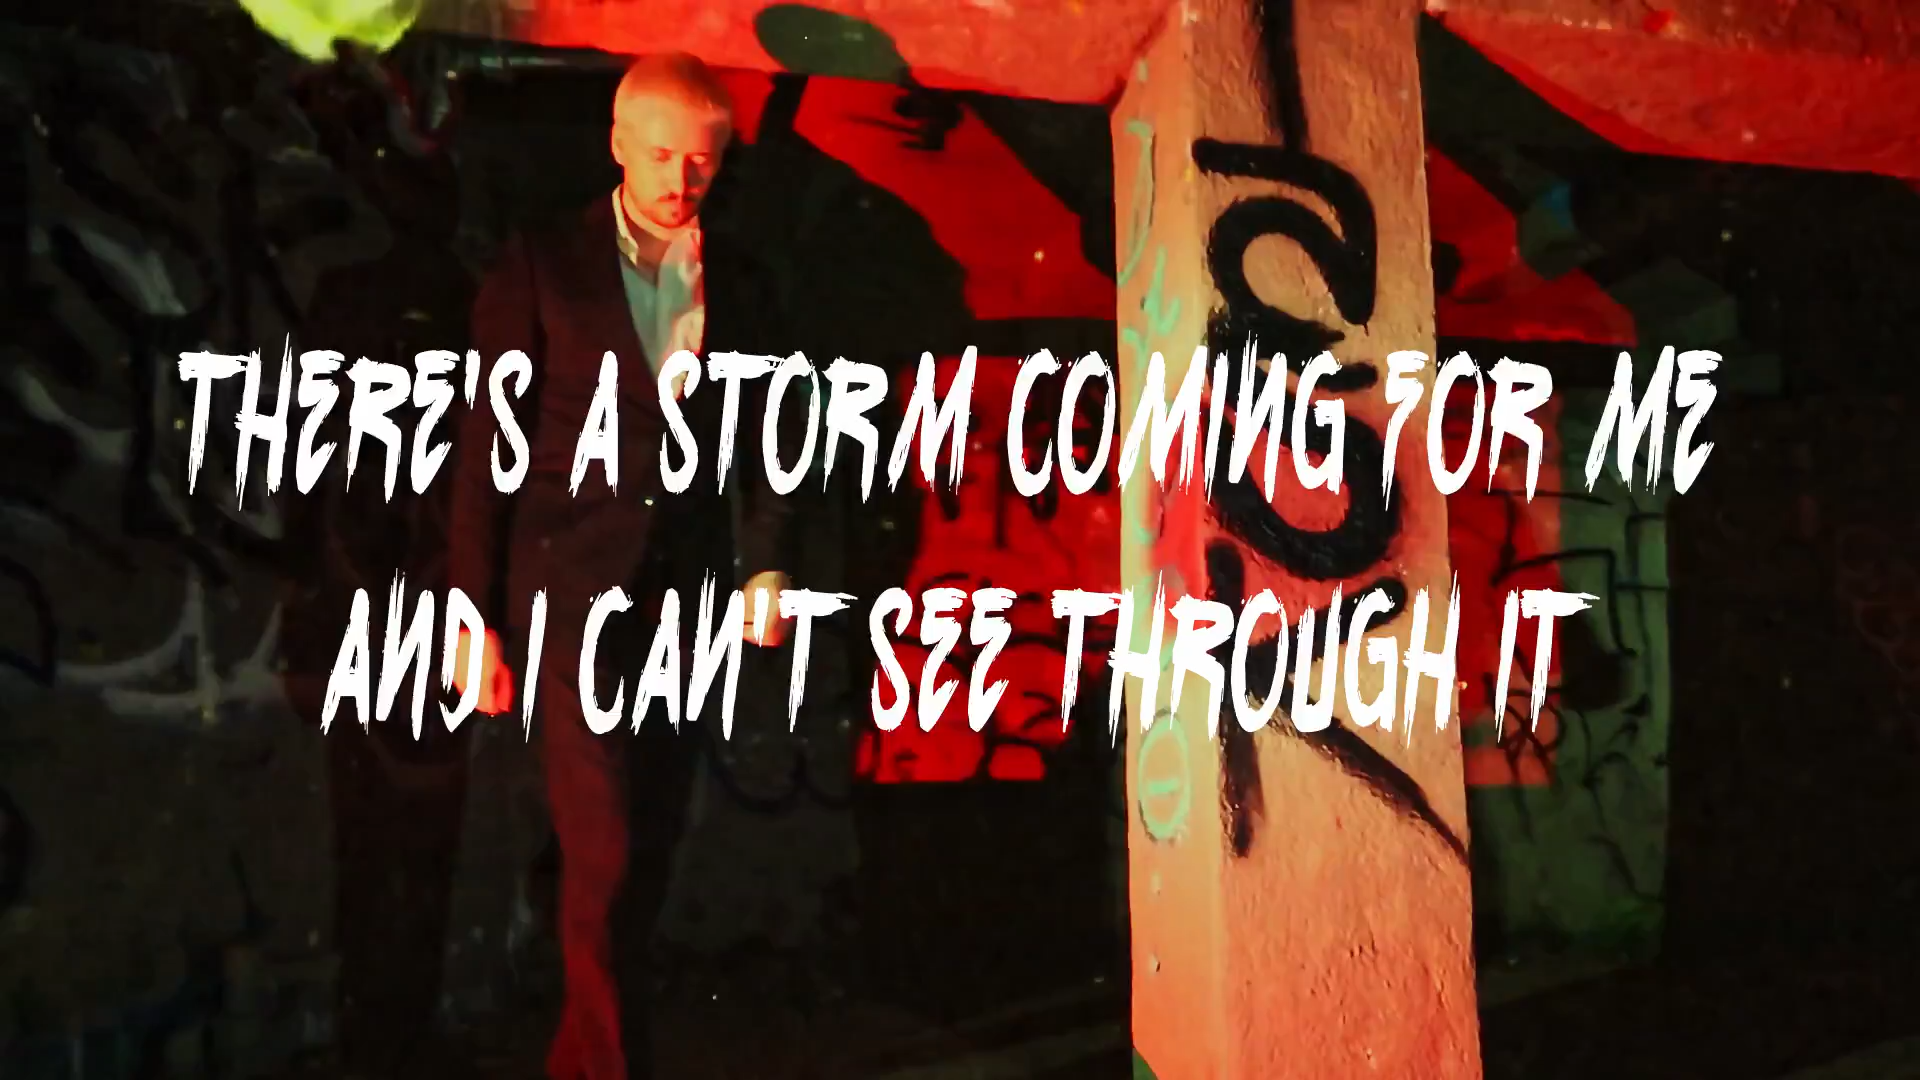 THERE'S A STORM COMING FOR ME
AND I CAN'T SEE THROUGH IT